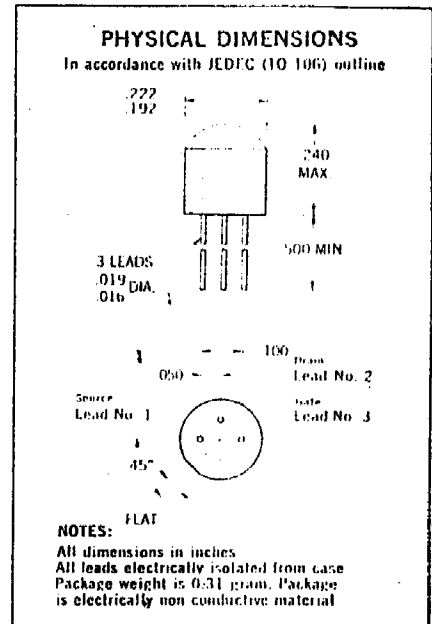 PHYSICAL DIMENSIONS
In accordance with JEDEC (TO 106) outline
.222
.192
.240
MAX.
.500 MIN
3 LEADS
.019
.016 DIA.
.100
.050
Drain
Lead No. 2
Source
Lead No. 1
Gate
Lead No. 3
45°
FLAT
NOTES:
All dimensions in inches
All leads electrically isolated from case
Package weight is 0.31 gram. Package
is electrically non conductive material